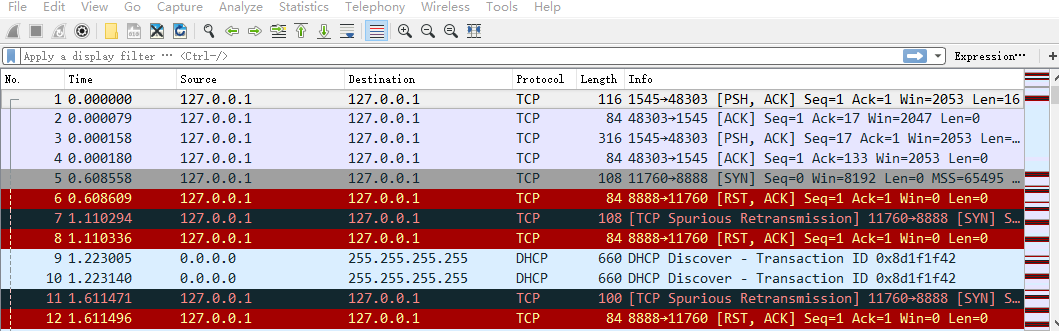 File Edit View Go Capture Analyze Statistics Telephony Wireless Tools Help
Apply a display filter ⋯ <Ctrl-/> Expression⋯ +
No. Time Source Destination Protocol Length Info
1 0.000000 127.0.0.1 127.0.0.1 TCP 116 1545→48303 [PSH, ACK] Seq=1 Ack=1 Win=2053 Len=16
2 0.000079 127.0.0.1 127.0.0.1 TCP 84 48303→1545 [ACK] Seq=1 Ack=17 Win=2047 Len=0
3 0.000158 127.0.0.1 127.0.0.1 TCP 316 1545→48303 [PSH, ACK] Seq=17 Ack=1 Win=2053 Len=…
4 0.000180 127.0.0.1 127.0.0.1 TCP 84 48303→1545 [ACK] Seq=1 Ack=133 Win=2053 Len=0
5 0.608558 127.0.0.1 127.0.0.1 TCP 108 11760→8888 [SYN] Seq=0 Win=8192 Len=0 MSS=65495 …
6 0.608609 127.0.0.1 127.0.0.1 TCP 84 8888→11760 [RST, ACK] Seq=1 Ack=1 Win=0 Len=0
7 1.110294 127.0.0.1 127.0.0.1 TCP 108 [TCP Spurious Retransmission] 11760→8888 [SYN] S…
8 1.110336 127.0.0.1 127.0.0.1 TCP 84 8888→11760 [RST, ACK] Seq=1 Ack=1 Win=0 Len=0
9 1.223005 0.0.0.0 255.255.255.255 DHCP 660 DHCP Discover - Transaction ID 0x8d1f1f42
10 1.223140 0.0.0.0 255.255.255.255 DHCP 660 DHCP Discover - Transaction ID 0x8d1f1f42
11 1.611471 127.0.0.1 127.0.0.1 TCP 100 [TCP Spurious Retransmission] 11760→8888 [SYN] S…
12 1.611496 127.0.0.1 127.0.0.1 TCP 84 8888→11760 [RST, ACK] Seq=1 Ack=1 Win=0 Len=0